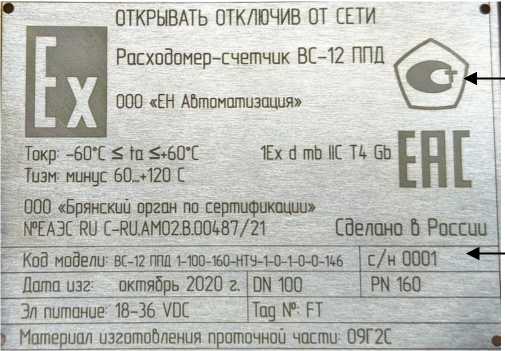 ОТКРЫВАТЬ ОТКЛЮЧИВ ОТ СЕТИ
Ex
Расходомер-счетчик ВС-12 ППД
ООО «ЕН Автоматизация»
Токр: -60°С ≤ ta ≤+60°С
1Ex d mb IIC T4 Gb
ЕАС
Тизм: минус 60...+120 С
ООО «Брянский орган по сертификации»
№ЕАЭС RU C-RU.АМ02.В.00487/21
Сделано в России
Код модели: ВС-12 ППД 1-100-160-НТУ-1-0-1-0-0-146
с/н 0001
Дата изг: октябрь 2020 г.
DN 100
PN 160
Эл питание: 18-36 VDC
Tag №: FT
Материал изготовления проточной части: 09Г2С